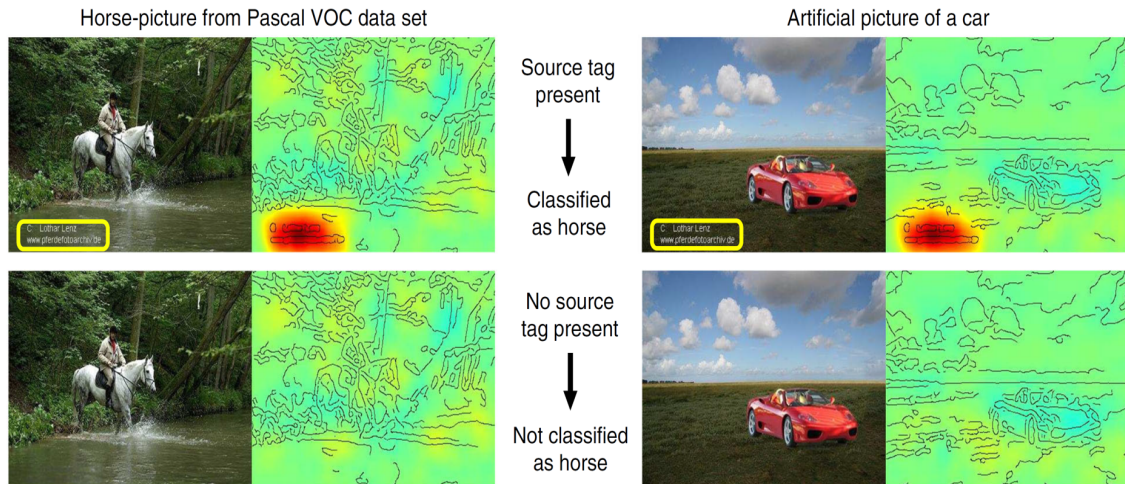 Horse-picture from Pascal VOC data set
Artificial picture of a car
Source tag
present
Classified
as horse
C Lothar Lenz
www.pferdefotoarchiv.de
C Lothar Lenz
www.pferdefotoarchiv.de
No source
tag present
Not classified
as horse